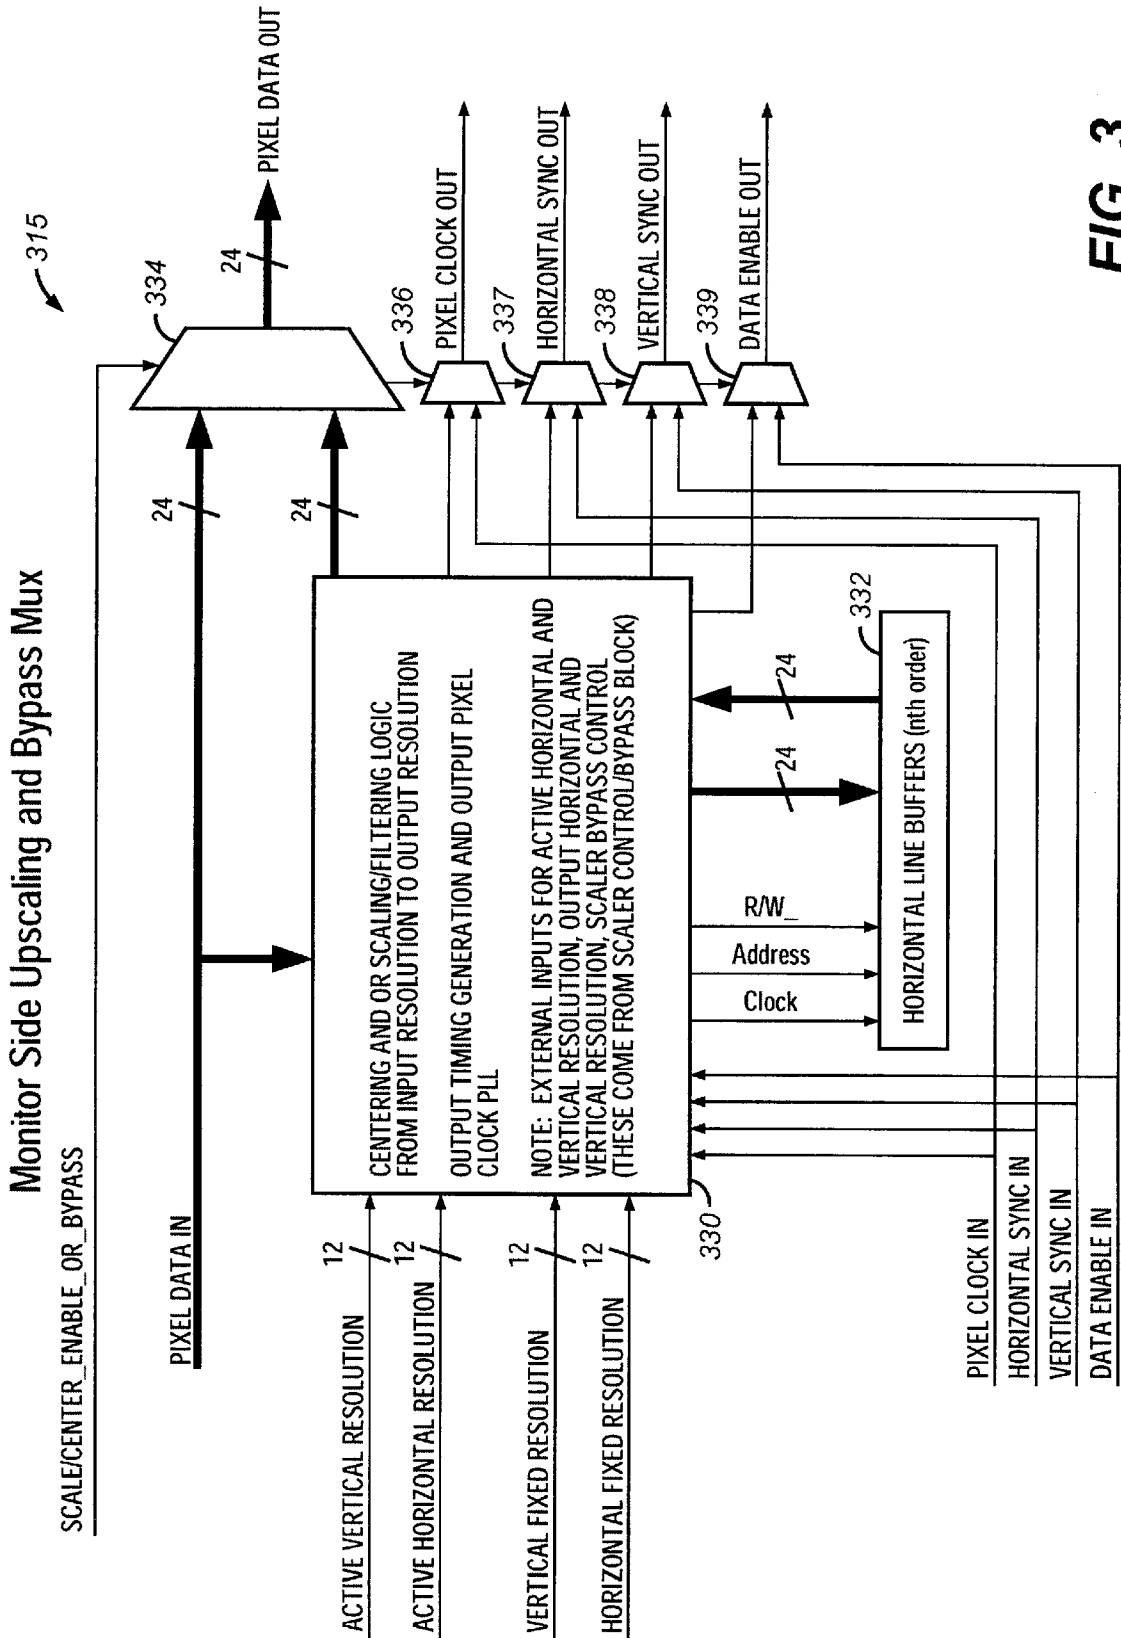 Monitor Side Upscaling and Bypass Mux
315
SCALE/CENTER_ENABLE_OR_BYPASS
334
PIXEL DATA IN
24
24
24
PIXEL DATA OUT
ACTIVE VERTICAL RESOLUTION
12
ACTIVE HORIZONTAL RESOLUTION
12
VERTICAL FIXED RESOLUTION
12
HORIZONTAL FIXED RESOLUTION
12
330
CENTERING AND OR SCALING/FILTERING LOGIC
FROM INPUT RESOLUTION TO OUTPUT RESOLUTION
OUTPUT TIMING GENERATION AND OUTPUT PIXEL
CLOCK PLL
NOTE: EXTERNAL INPUTS FOR ACTIVE HORIZONTAL AND
VERTICAL RESOLUTION, OUTPUT HORIZONTAL AND
VERTICAL RESOLUTION, SCALER BYPASS CONTROL
(THESE COME FROM SCALER CONTROL/BYPASS BLOCK)
336
PIXEL CLOCK OUT
337
HORIZONTAL SYNC OUT
338
VERTICAL SYNC OUT
339
DATA ENABLE OUT
Clock
Address
R/W_
24
24
332
HORIZONTAL LINE BUFFERS (nth order)
PIXEL CLOCK IN
HORIZONTAL SYNC IN
VERTICAL SYNC IN
DATA ENABLE IN
FIG. 3